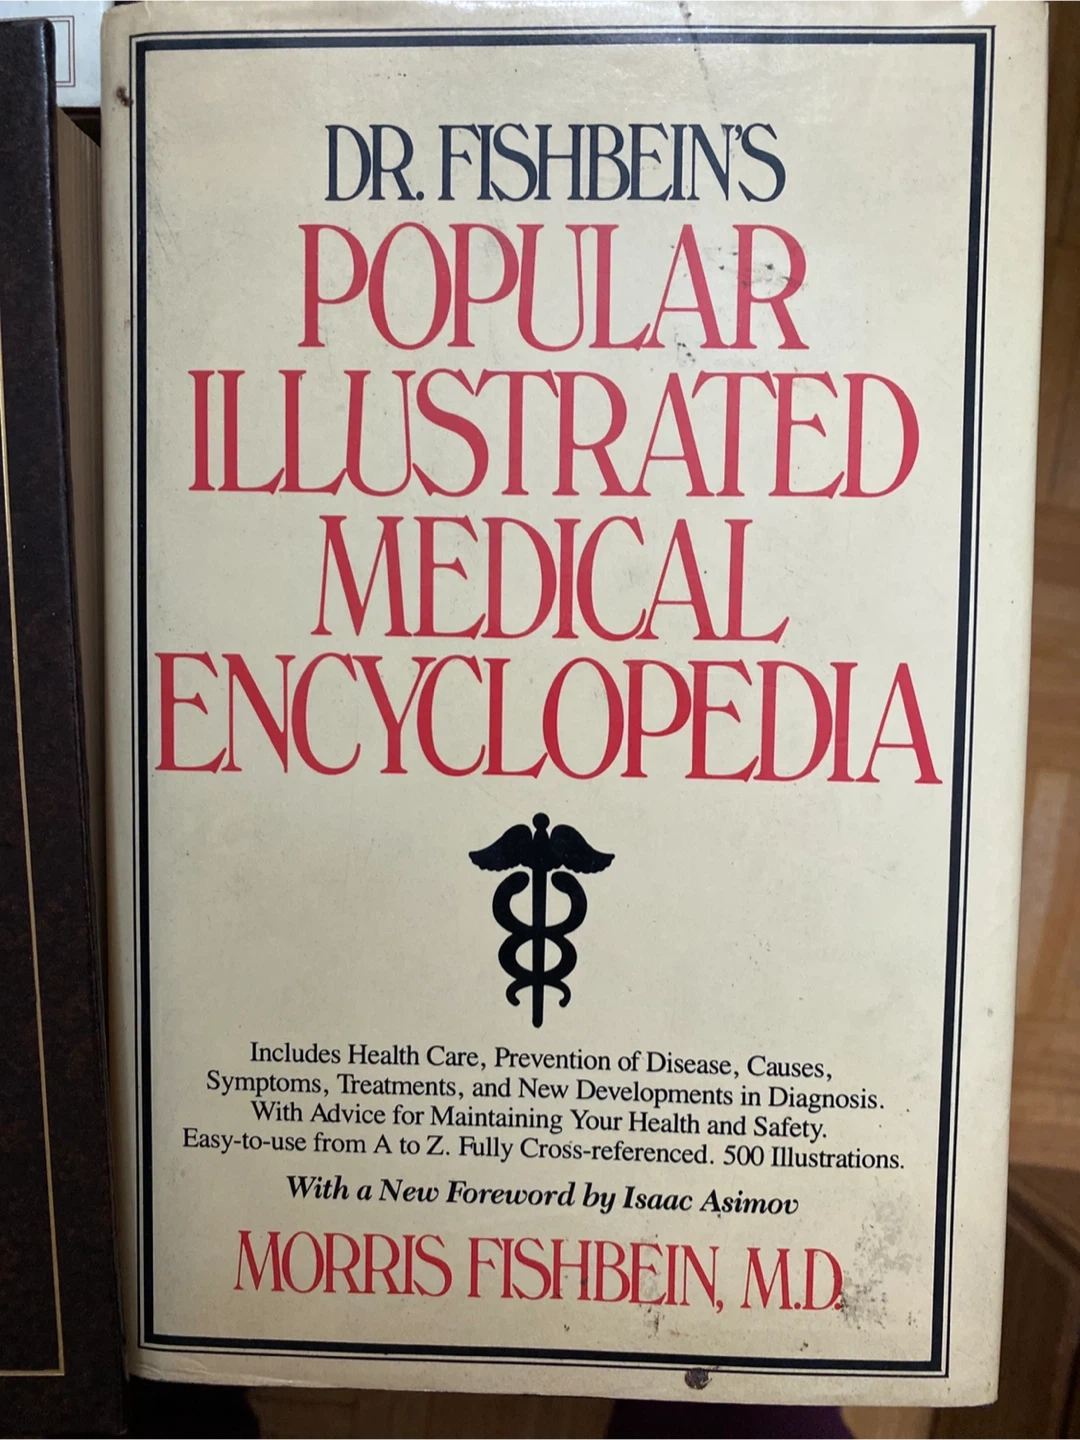 DR. FISHBEIN'S
POPULAR
ILLUSTRATED
MEDICAL
ENCYCLOPEDIA
Includes Health Care, Prevention of Disease, Causes,
Symptoms, Treatments, and New Developments in Diagnosis.
With Advice for Maintaining Your Health and Safety.
Easy-to-use from A to Z. Fully Cross-referenced. 500 Illustrations.
With a New Foreword by Isaac Asimov
MORRIS FISHBEIN, M.D.